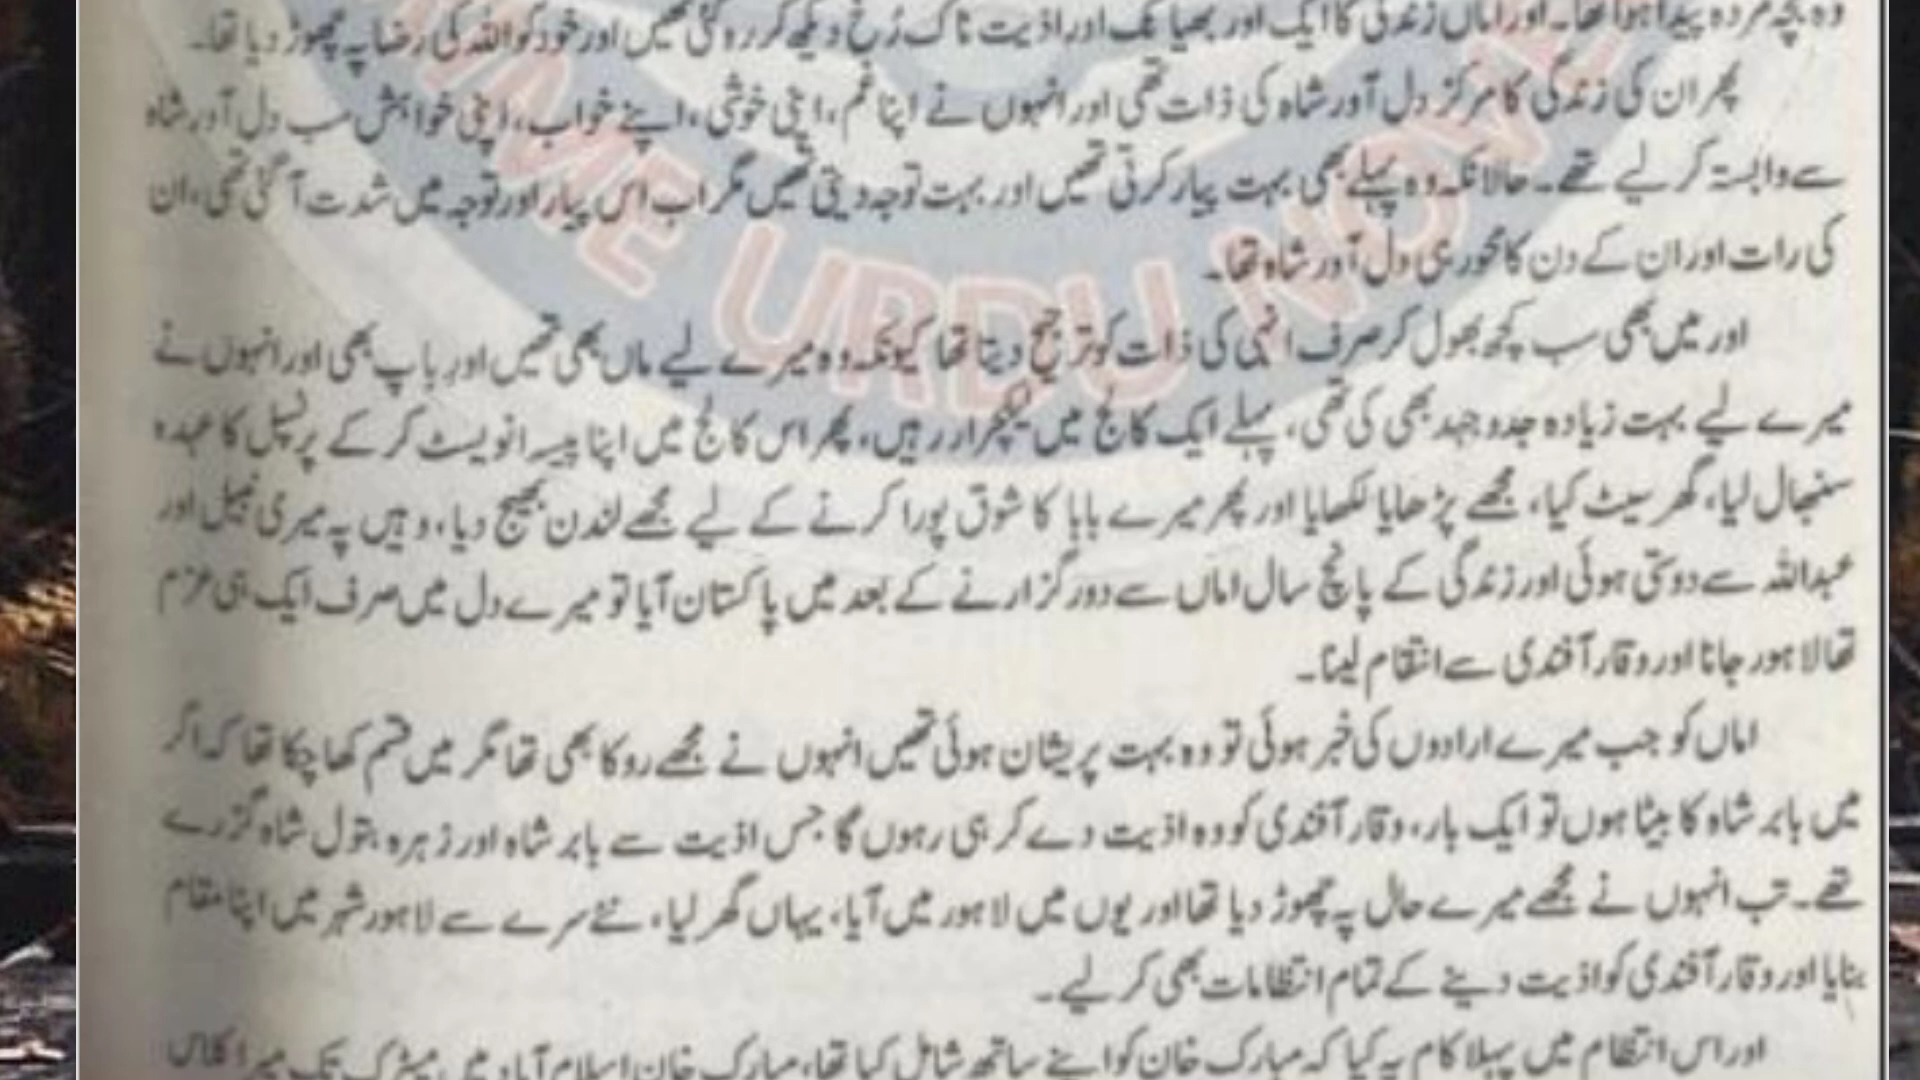 وہ بچہ مردہ پیدا ہوا تھا۔ اور اماں زندگی کا ایک اور بھیانک اور اذیت ناک رُخ دیکھ کر رہ گئی تھیں اور خود کو اللہ کی رضا پہ چھوڑ دیا تھا۔
پھر ان کی زندگی کا مرکز دل آور شاہ کی ذات تھی اور انہوں نے اپنا غم، اپنی خوشی، اپنے خواب، اپنی خواہش سب دل آور شاہ
سے وابستہ کر لیے تھے۔ حالانکہ وہ پہلے بھی بہت پیار کرتی تھیں اور بہت توجہ دیتی تھیں مگر اب اس پیار اور توجہ میں شدت آ گئی تھی، ان
کی رات اور ان کے دن کا محور ہی دل آور شاہ تھا۔
اور میں بھی سب کچھ بھول کر صرف انہی کی ذات کو ترجیح دیتا تھا کیونکہ وہ میرے لیے ماں بھی تھیں اور باپ بھی اور انہوں نے
میرے لیے بہت زیادہ جدوجہد بھی کی تھی، پہلے ایک کالج میں لیکچرار رہیں، پھر اس کالج میں اپنا پیسہ انویسٹ کر کے پرنسپل کا عہدہ
سنبھال لیا، گھر سیٹ کیا، مجھے پڑھایا لکھایا اور پھر میرے بابا کا شوق پورا کرنے کے لیے مجھے لندن بھیج دیا، وہیں پہ میری نبیل اور
عبداللہ سے دوستی ہوئی اور زندگی کے پانچ سال اماں سے دور گزارنے کے بعد میں پاکستان آیا تو میرے دل میں صرف ایک ہی عزم
تھا لاہور جانا اور وقار آفندی سے انتقام لینا۔
اماں کو جب میرے ارادوں کی خبر ہوئی تو وہ بہت پریشان ہوئی تھیں انہوں نے مجھے روکا بھی تھا مگر میں قسم کھا چکا تھا کہ اگر
میں بابر شاہ کا بیٹا ہوں تو ایک بار، وقار آفندی کو وہ اذیت دے کر ہی رہوں گا جس اذیت سے بابر شاہ اور زہرہ بتول شاہ گزرے
تھے۔ تب انہوں نے مجھے میرے حال پہ چھوڑ دیا تھا اور یوں میں لاہور میں آیا، یہاں گھر لیا، نئے سرے سے لاہور شہر میں اپنا مقام
بنایا اور وقار آفندی کو اذیت دینے کے تمام انتظامات بھی کر لیے۔
اور اس انتظام میں پہلا کام یہ کیا کہ مبارک خان کو اپنے ساتھ شامل کیا تھا، مبارک خان اسلام آباد میں میٹرک تک میرا کلاس
URDU